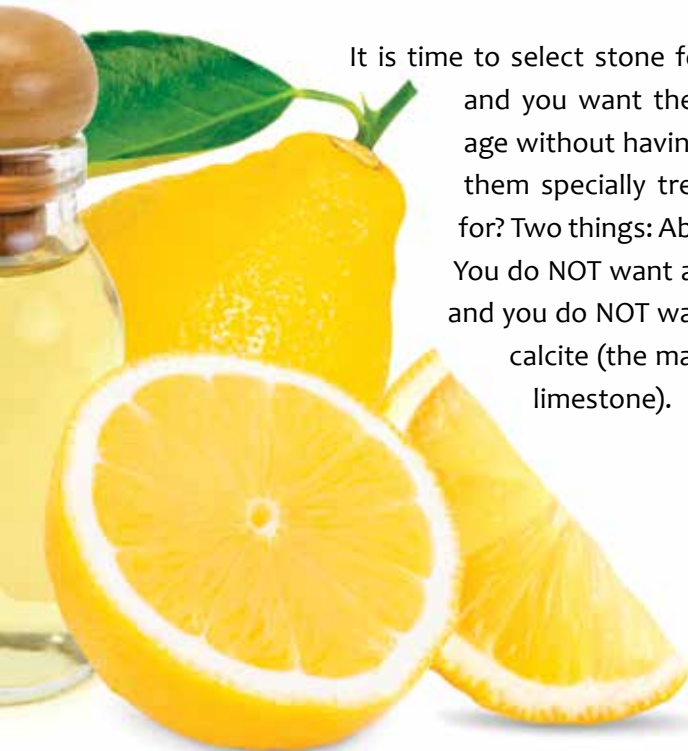 It is time to select stone
and you want the
age without havin
them specially tre
for? Two things: Ab
You do NOT want a
and you do NOT wa
calcite (the ma
limestone).